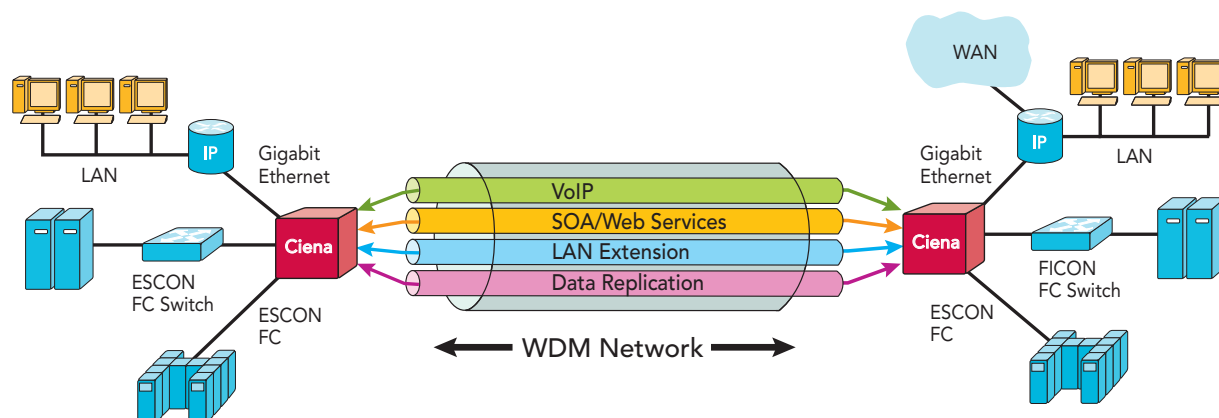 WAN
IP
LAN
Gigabit
Ethernet
IP
LAN
Gigabit
Ethernet
VoIP
SOA/Web Services
LAN Extension
Data Replication
Ciena
Ciena
ESCON
FC Switch
ESCON
FC
FICON
FC Switch
ESCON
FC
WDM Network